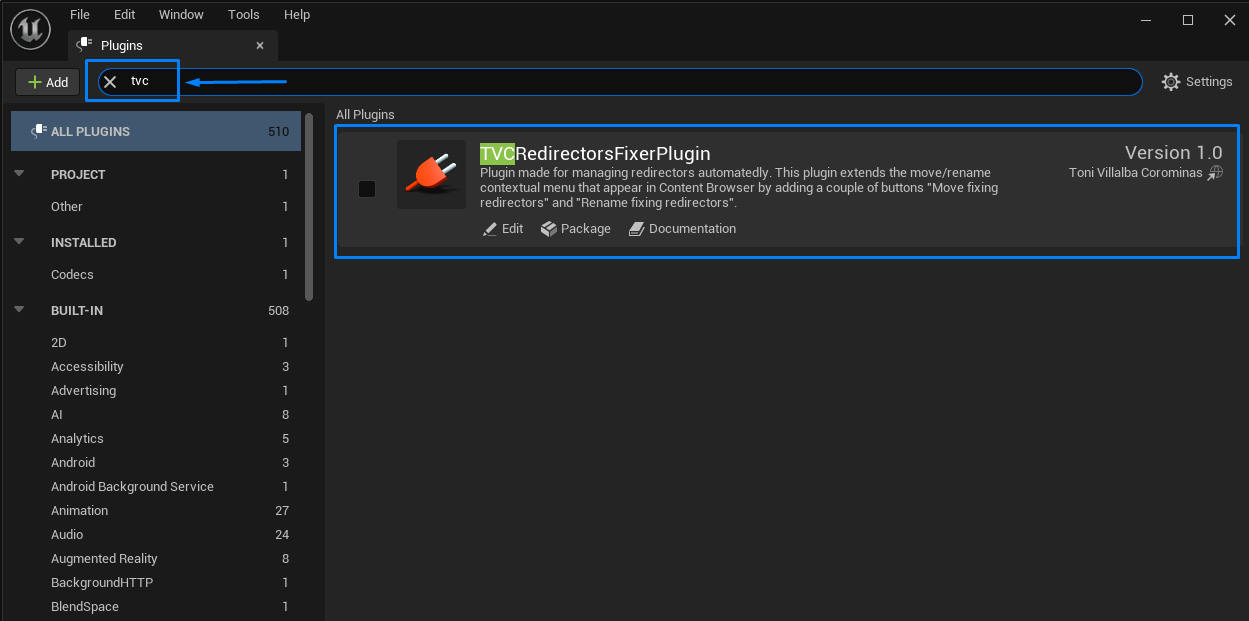 File Edit Window Tools Help
Plugins
Add
tvc
Settings
ALL PLUGINS 510
PROJECT 1
Other 1
INSTALLED 1
Codecs 1
BUILT-IN 508
2D 1
Accessibility 3
Advertising 1
AI 8
Analytics 5
Android 3
Android Background Service 1
Animation 27
Audio 24
Augmented Reality 8
BackgroundHTTP 1
BlendSpace 1
All Plugins
TVCRedirectorsFixerPlugin
Version 1.0
Plugin made for managing redirectors automatedly. This plugin extends the move/rename
Toni Villalba Corominas
contextual menu that appear in Content Browser by adding a couple of buttons "Move fixing
redirectors" and "Rename fixing redirectors".
Edit Package Documentation